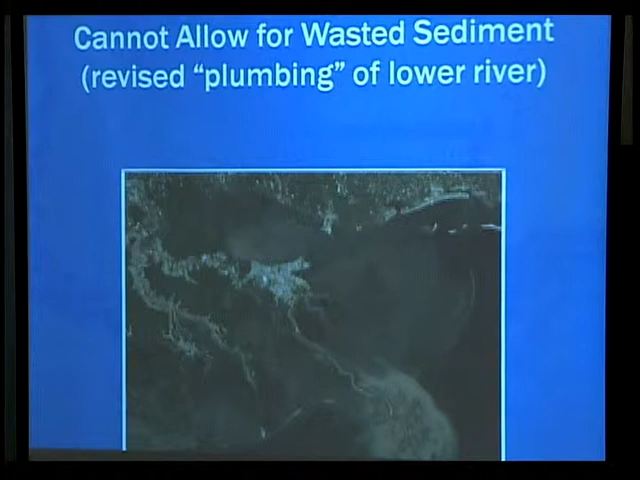 Cannot Allow for Wasted Sediment
(revised “plumbing” of lower river)